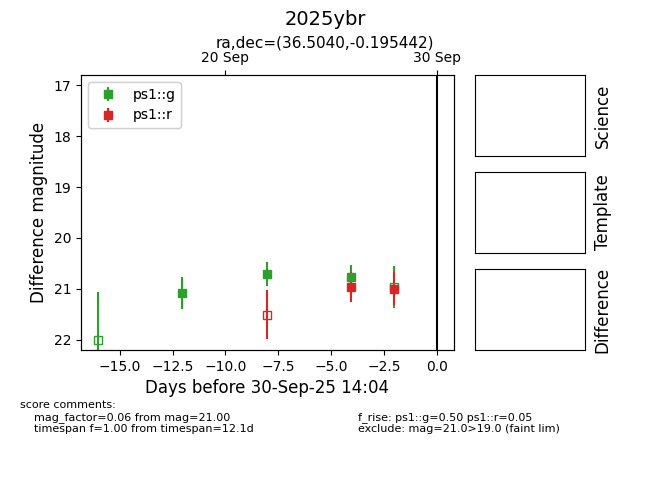 2025ybr
ra,dec=(36.5040,-0.195442)
20 Sep
30 Sep
ps1::g
ps1::r
17
18
19
20
21
22
Difference magnitude
−15.0
−12.5
−10.0
−7.5
−5.0
−2.5
0.0
Days before 30-Sep-25 14:04
Science
Template
Difference
score comments:
mag_factor=0.06 from mag=21.00
timespan f=1.00 from timespan=12.1d
f_rise: ps1::g=0.50 ps1::r=0.05
exclude: mag=21.0>19.0 (faint lim)